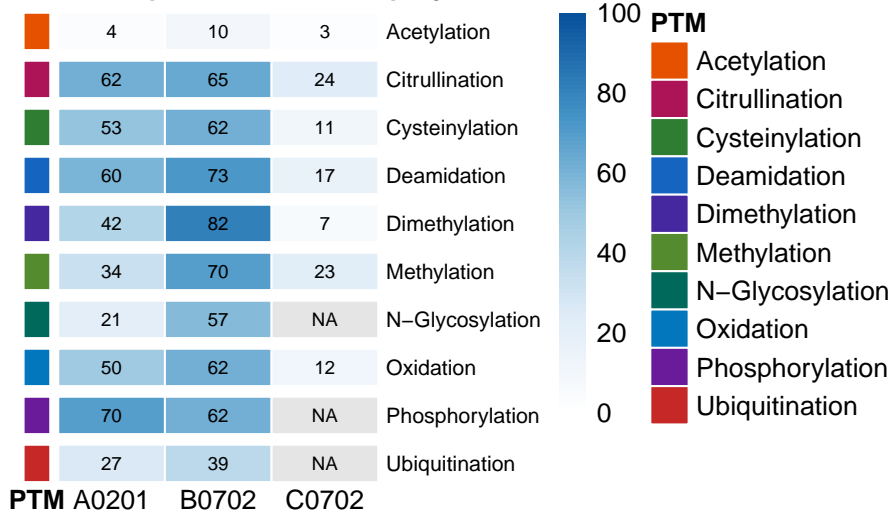 4 10 3 Acetylation
62 65 24 Citrullination
53 62 11 Cysteinylation
60 73 17 Deamidation
42 82 7 Dimethylation
34 70 23 Methylation
21 57 NA N−Glycosylation
50 62 12 Oxidation
70 62 NA Phosphorylation
27 39 NA Ubiquitination
PTM A0201 B0702 C0702
100
80
60
40
20
0
PTM
Acetylation
Citrullination
Cysteinylation
Deamidation
Dimethylation
Methylation
N−Glycosylation
Oxidation
Phosphorylation
Ubiquitination